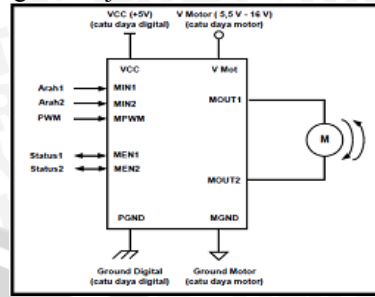 VCC (+5V) V Motor ( 5,5 V - 16 V)
(catu daya digital) (catu daya motor)
VCC V Mot
Arah1 MIN1
MOUT1
Arah2 MIN2
PWM MPWM
M
Status1 MEN1
Status2 MEN2
MOUT2
PGND MGND
Ground Digital Ground Motor
(catu daya digital) (catu daya motor)